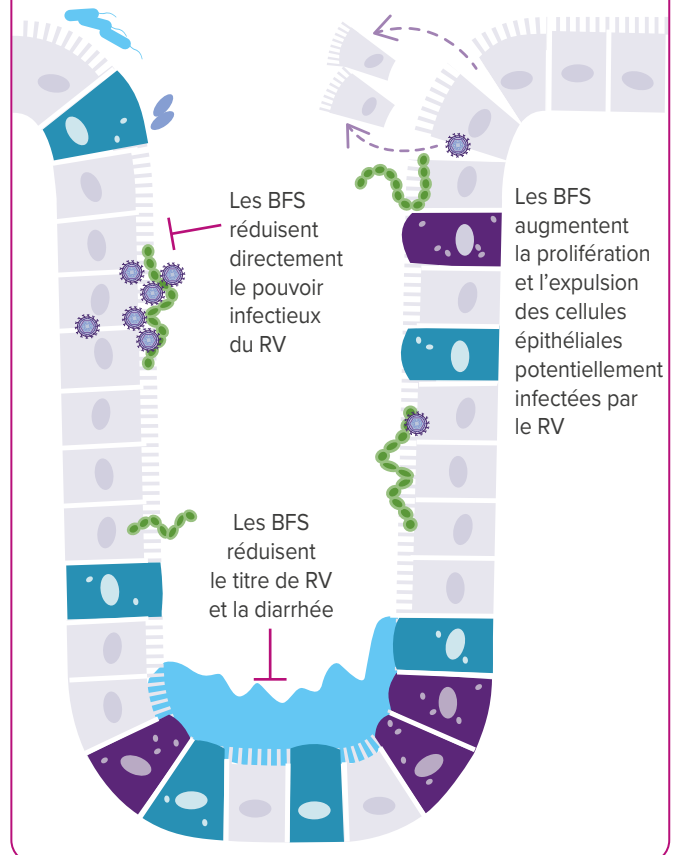 Les BFS
réduisent
directement
le pouvoir
infectieux
du RV
Les BFS
augmentent
la prolifération
et l’expulsion
des cellules
épithéliales
potentiellement
infectées par
le RV
Les BFS
réduisent
le titre de RV
et la diarrhée